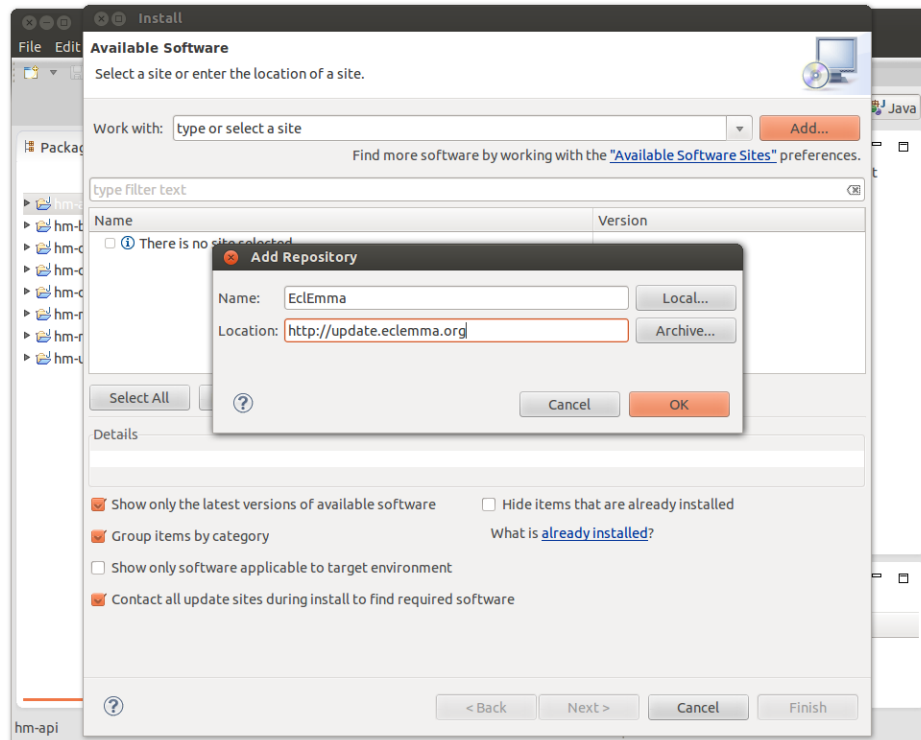 Install
File Edit
Available Software
Select a site or enter the location of a site.
Java
Work with: type or select a site Add...
Find more software by working with the "Available Software Sites" preferences.
type filter text
Name Version
There is no site selected
Add Repository
Name: EclEmma Local...
Location: http://update.eclemma.org Archive...
Cancel OK
Select All
Details
Show only the latest versions of available software Hide items that are already installed
Group items by category What is already installed?
Show only software applicable to target environment
Contact all update sites during install to find required software
< Back Next > Cancel Finish
hm-api